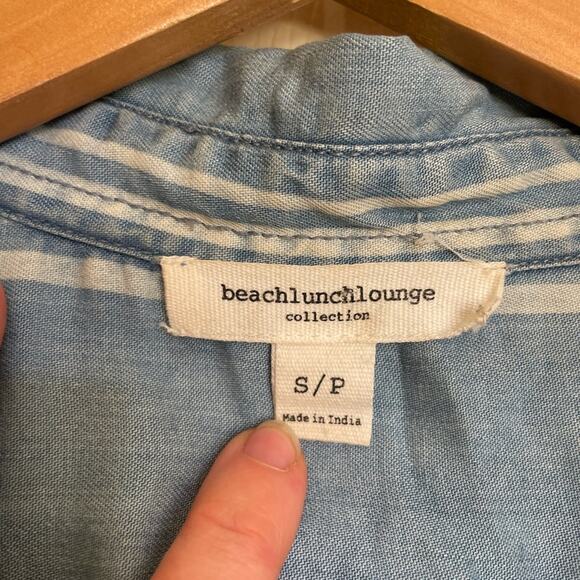 beachlunchlounge
collection
S/P
Made in India